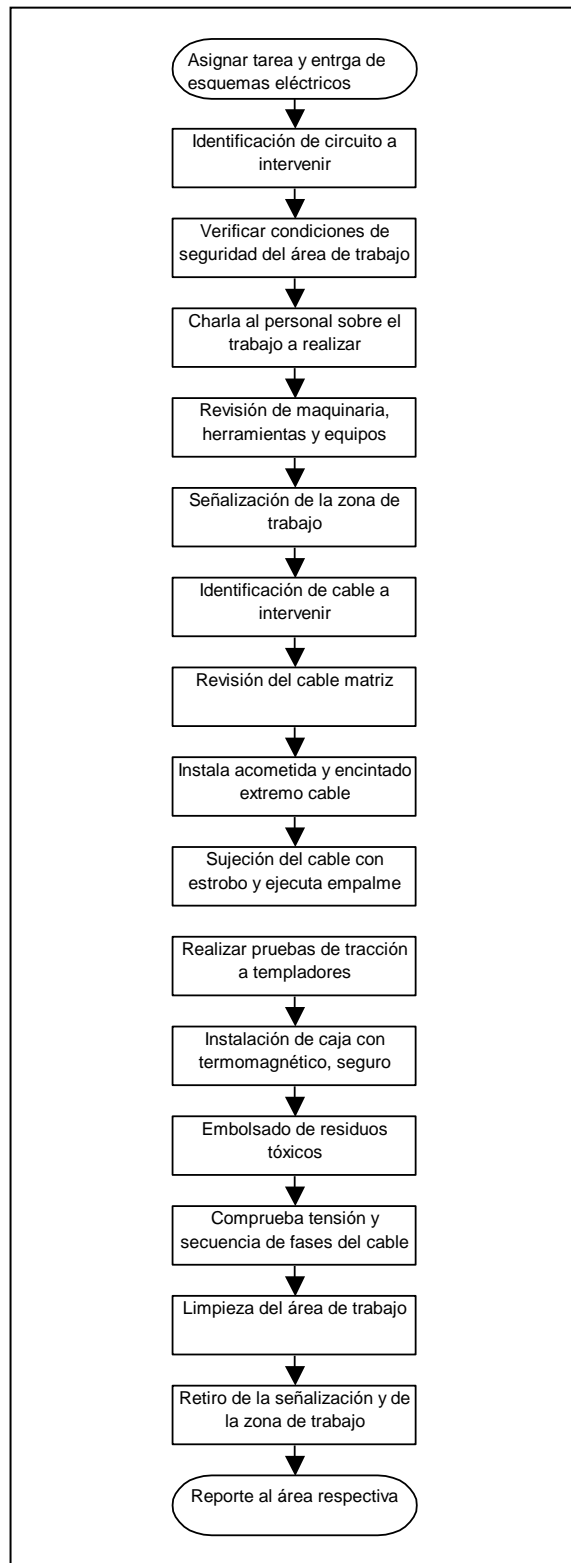 Asignar tarea y entrga de
esquemas eléctricos
Identificación de circuito a
intervenir
Verificar condiciones de
seguridad del área de trabajo
Charla al personal sobre el
trabajo a realizar
Revisión de maquinaria,
herramientas y equipos
Señalización de la zona de
trabajo
Identificación de cable a
intervenir
Revisión del cable matriz
Instala acometida y encintado
extremo cable
Sujeción del cable con
estrobo y ejecuta empalme
Realizar pruebas de tracción
a templadores
Instalación de caja con
termomagnético, seguro
Embolsado de residuos
tóxicos
Comprueba tensión y
secuencia de fases del cable
Limpieza del área de trabajo
Retiro de la señalización y de
la zona de trabajo
Reporte al área respectiva